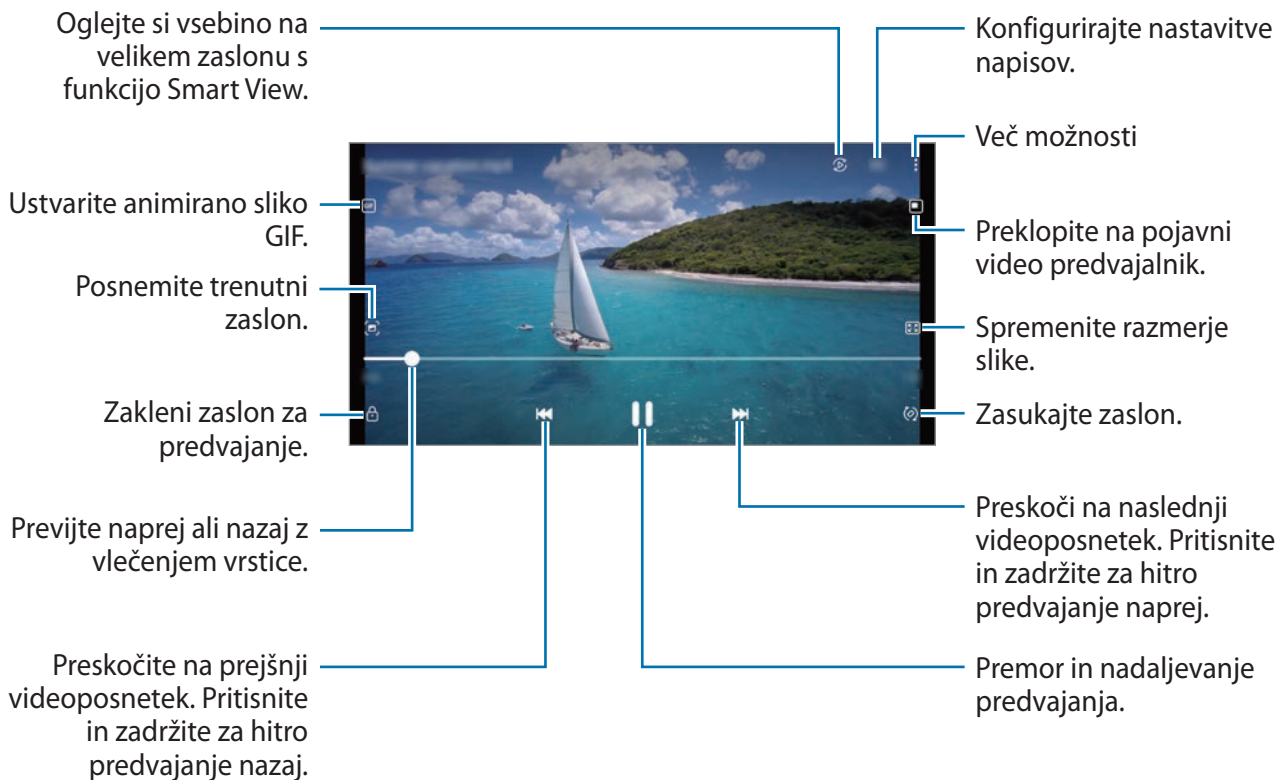 Oglejte si vsebino na
velikem zaslonu s
funkcijo Smart View.
Konfigurirajte nastavitve
napisov.
Več možnosti
Ustvarite animirano sliko
GIF.
GIF
Preklopite na pojavni
video predvajalnik.
Posnemite trenutni
zaslon.
Spremenite razmerje
slike.
Zakleni zaslon za
predvajanje.
Zasukajte zaslon.
Previjte naprej ali nazaj z
vlečenjem vrstice.
Preskoči na naslednji
videoposnetek. Pritisnite
in zadržite za hitro
predvajanje naprej.
Preskočite na prejšnji
videoposnetek. Pritisnite
in zadržite za hitro
predvajanje nazaj.
Premor in nadaljevanje
predvajanja.